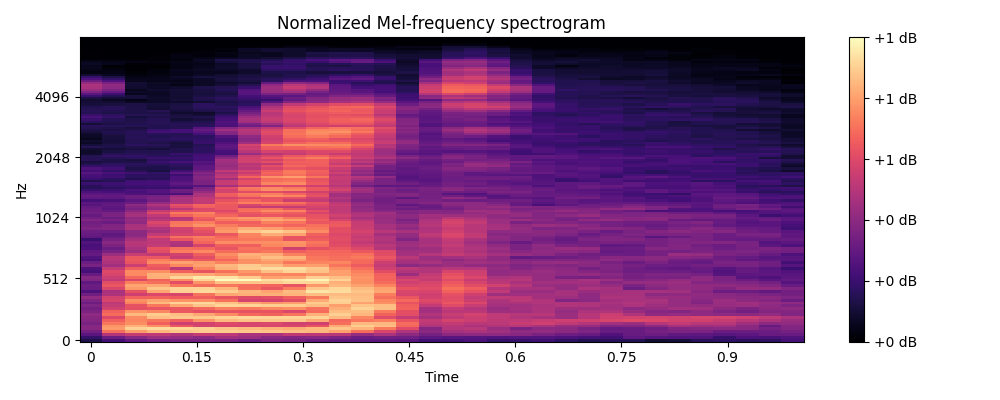 Normalized Mel-frequency spectrogram
Hz
4096
2048
1024
512
0
0 0.15 0.3 0.45 0.6 0.75 0.9
Time
+1 dB
+1 dB
+1 dB
+0 dB
+0 dB
+0 dB